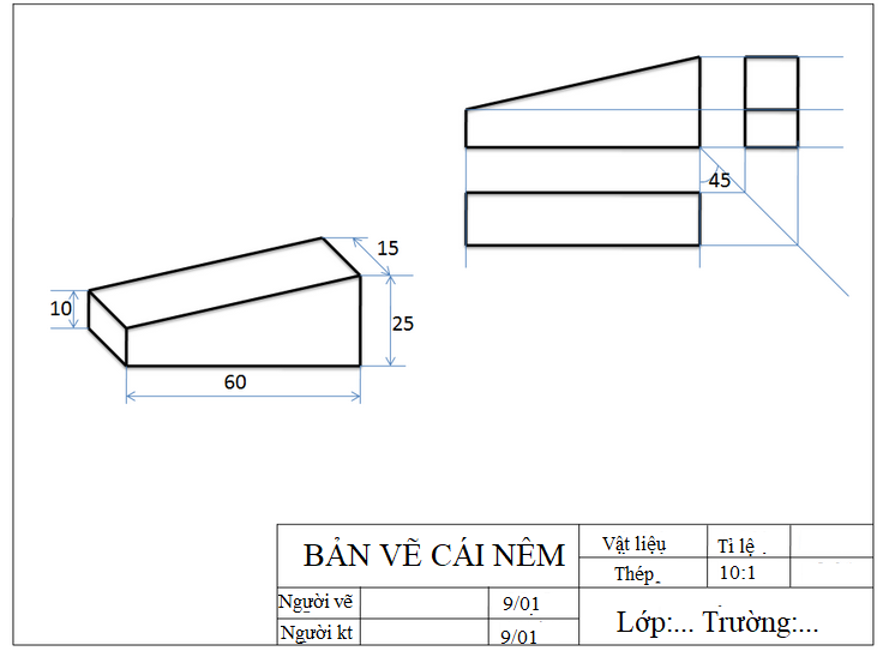 45
15
10
25
60
BẢN VẼ CÁI NÊM
Vật liệu
Tỉ lệ
Thép
10:1
Người vẽ
9/01
Người kt
9/01
Lớp:... Trường:...